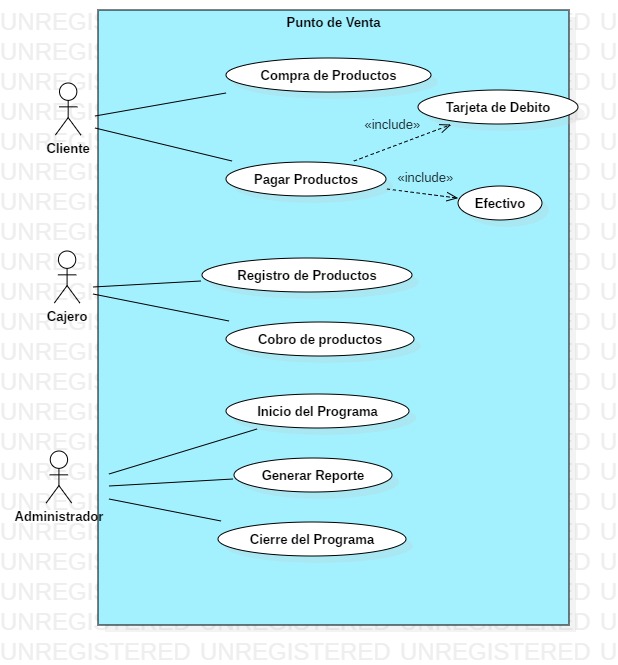 Punto de Venta
Compra de Productos
Tarjeta de Debito
«include»
Cliente
Pagar Productos
«include»
Efectivo
Registro de Productos
Cajero
Cobro de productos
Inicio del Programa
Generar Reporte
Administrador
Cierre del Programa
UNREGISTERED UNREGISTERED UNREGISTERED U